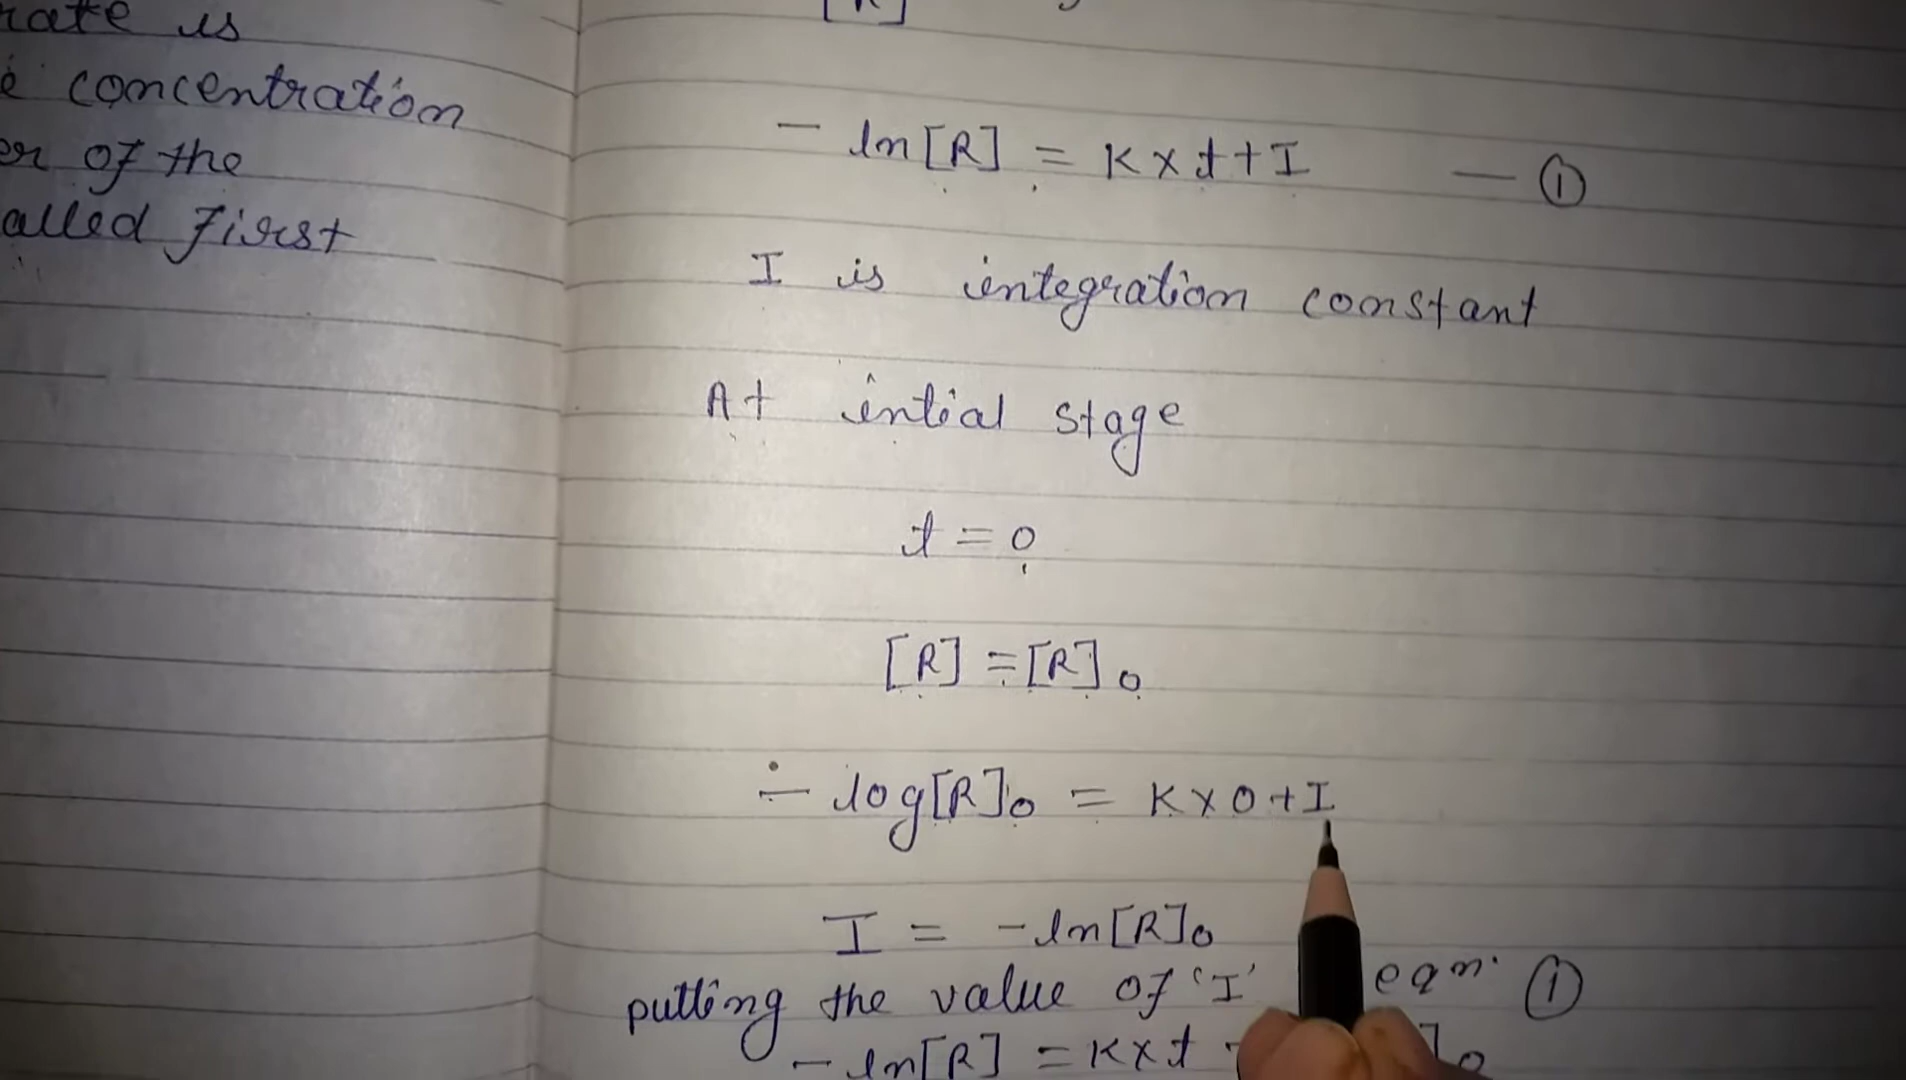 rate is
concentration
of the
first
[R]
- ln[R] = K x t + I — ①
I is integration constant
At intial stage
t = 0
[R] = [R]0
- log[R]0 = K x 0 + I
I = -ln[R]0
putting the value of 'I' eqn. ①
- ln[R] = K x t ]0